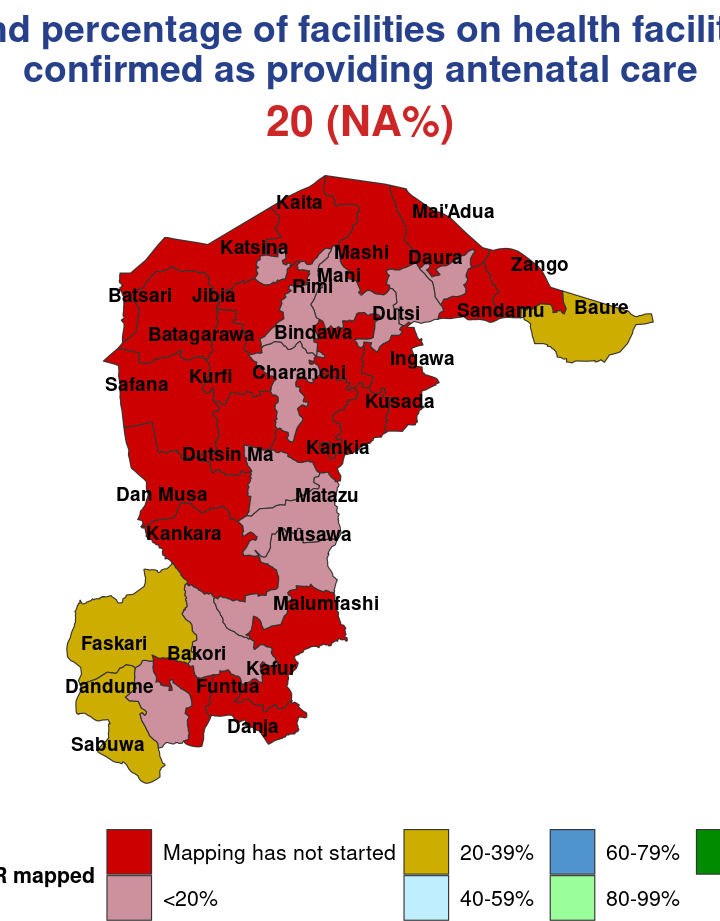 nd percentage of facilities on health facilit
confirmed as providing antenatal care
20 (NA%)
Kaita
Mai'Adua
Katsina
Mashi
Daura
Zango
Mani
Rimi
Batsari
Jibia
Dutsi
Sandamu
Baure
Batagarawa
Bindawa
Ingawa
Safana
Kurfi
Charanchi
Kusada
Dutsin Ma
Kankia
Dan Musa
Matazu
Kankara
Musawa
Malumfashi
Faskari
Bakori
Kafur
Dandume
Funtua
Danja
Sabuwa
R mapped
Mapping has not started
20-39%
60-79%
<20%
40-59%
80-99%